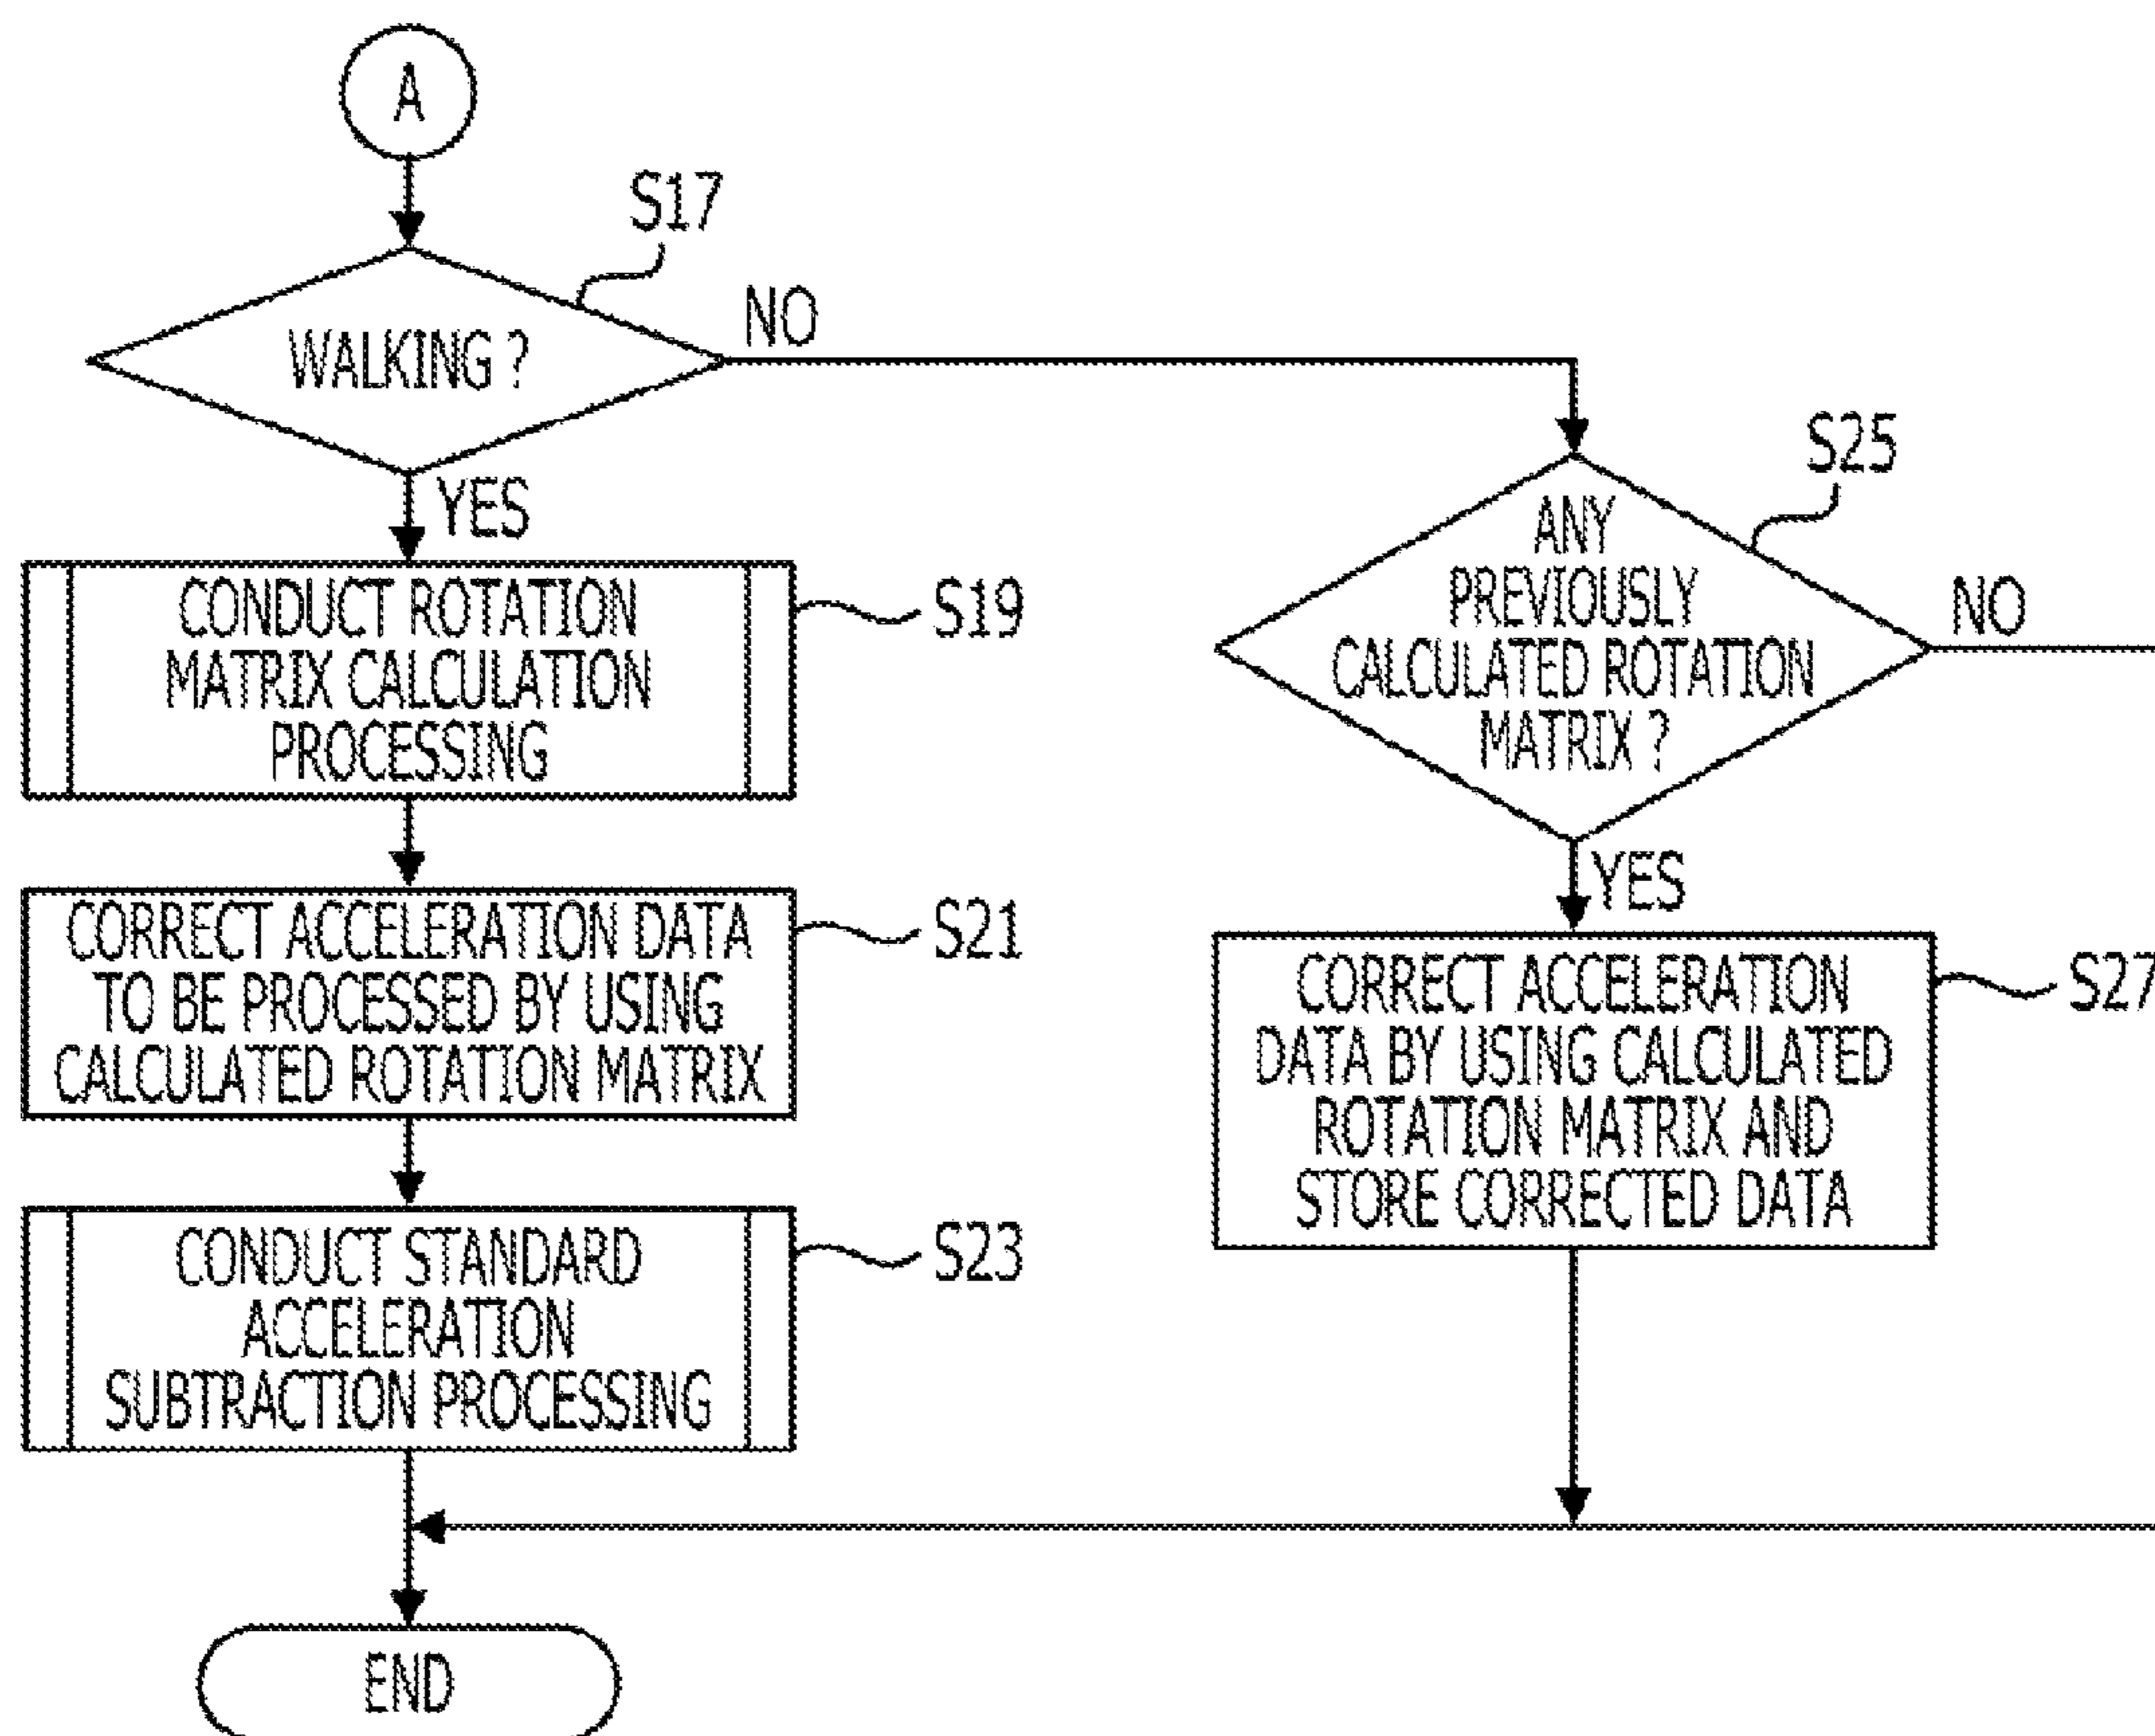 A
S17
WALKING ?
NO
YES
S25
ANY
PREVIOUSLY
CALCULATED ROTATION
MATRIX ?
NO
YES
CONDUCT ROTATION
MATRIX CALCULATION
PROCESSING
S19
CORRECT ACCELERATION DATA
TO BE PROCESSED BY USING
CALCULATED ROTATION MATRIX
S21
CORRECT ACCELERATION
DATA BY USING CALCULATED
ROTATION MATRIX AND
STORE CORRECTED DATA
S27
CONDUCT STANDARD
ACCELERATION
SUBTRACTION PROCESSING
S23
END